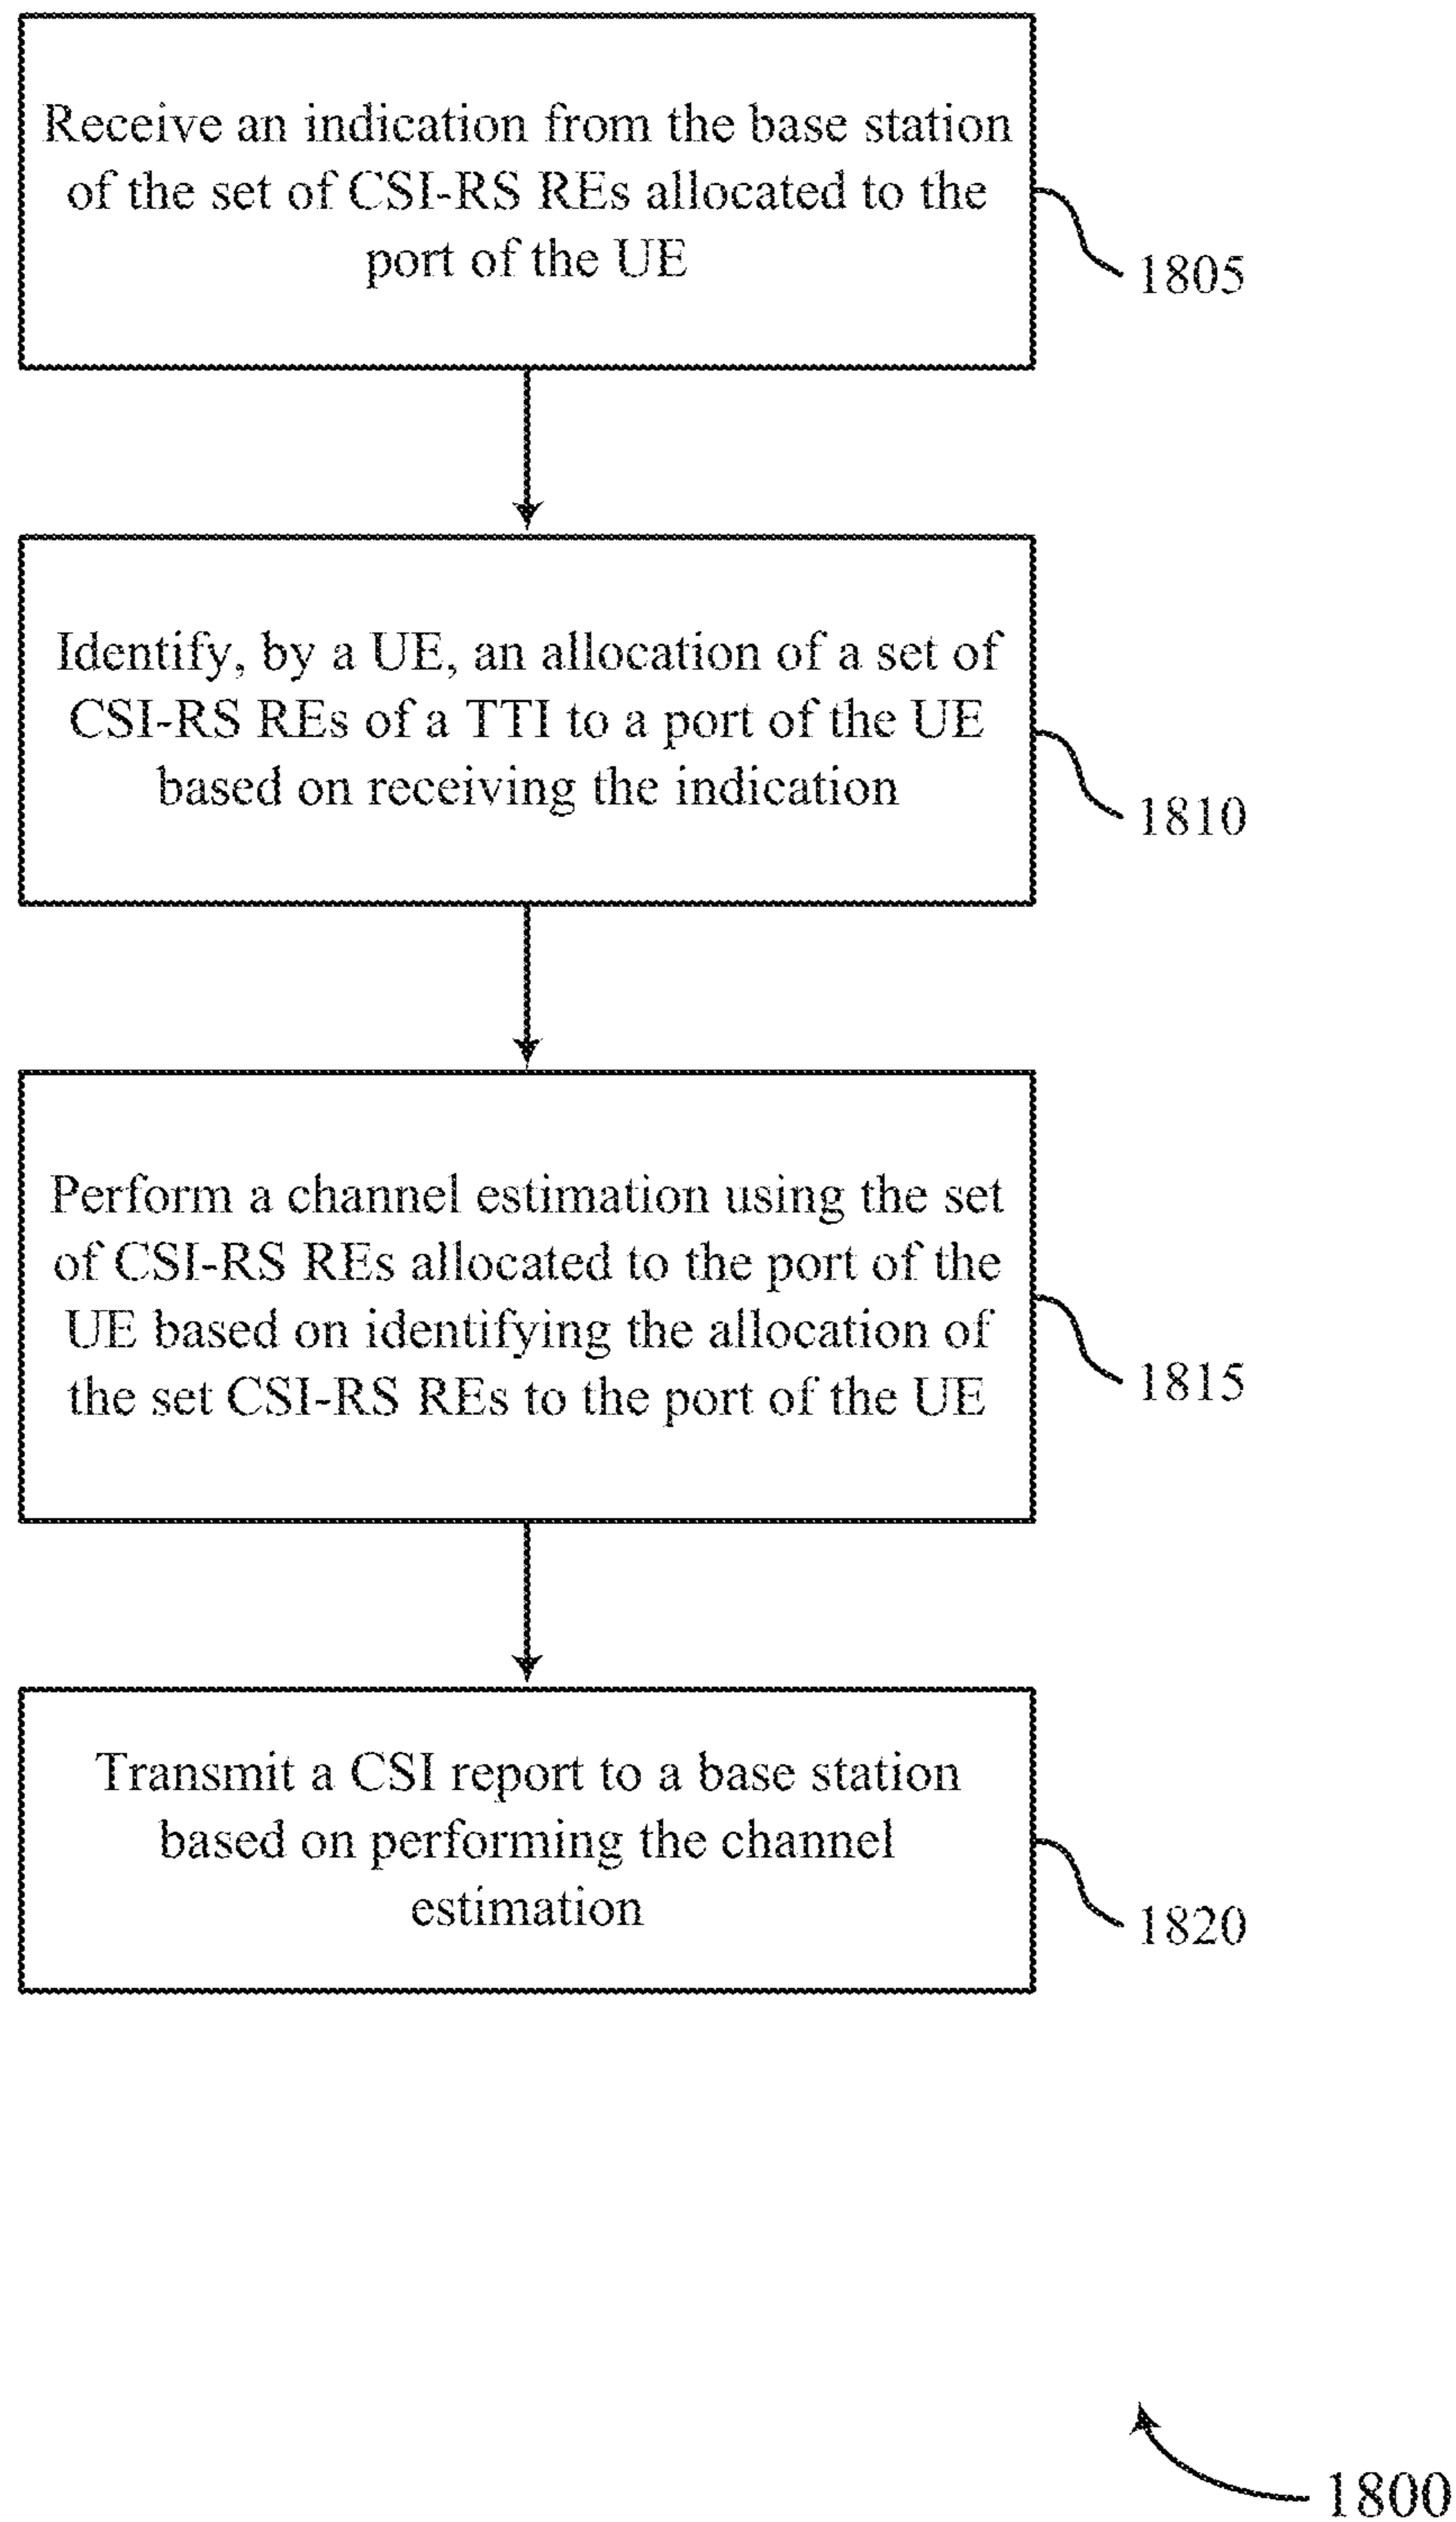 Receive an indication from the base station
of the set of CSI-RS REs allocated to the
port of the UE
1805
Identify, by a UE, an allocation of a set of
CSI-RS REs of a TTI to a port of the UE
based on receiving the indication
1810
Perform a channel estimation using the set
of CSI-RS REs allocated to the port of the
UE based on identifying the allocation of
the set CSI-RS REs to the port of the UE
1815
Transmit a CSI report to a base station
based on performing the channel
estimation
1820
1800